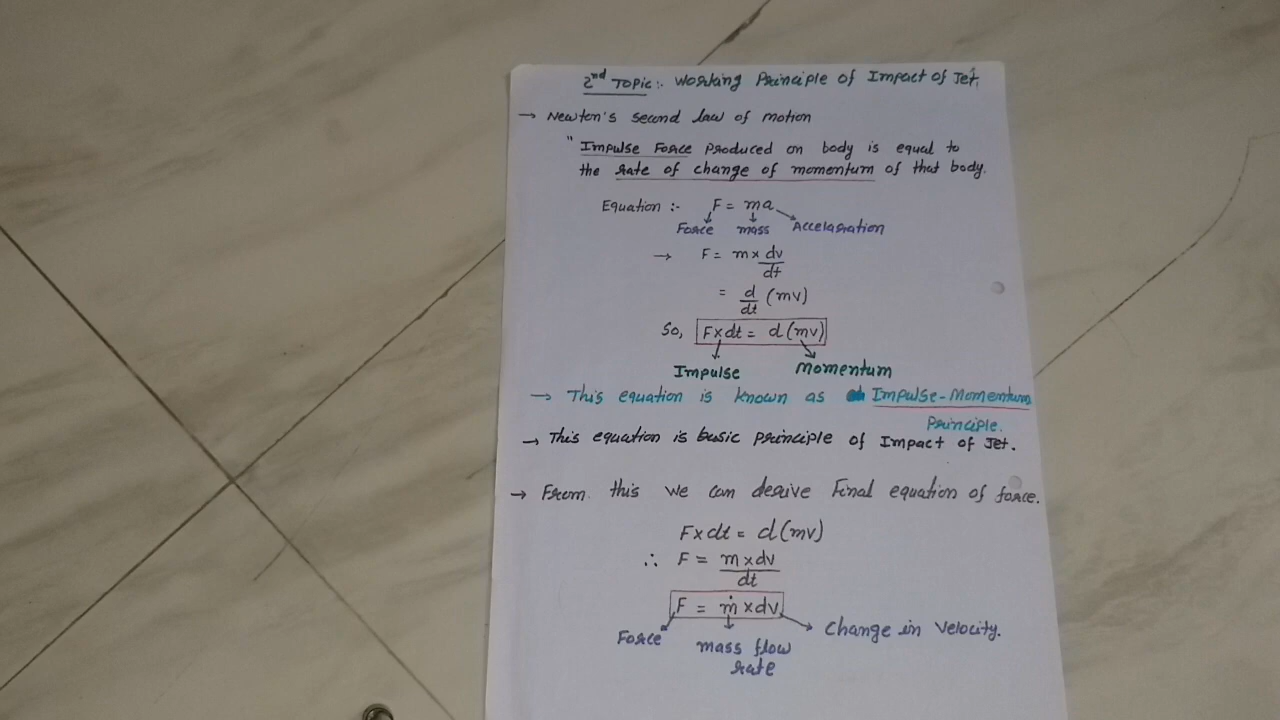 2nd Topic:- Working Principle of Impact of Jet.
→ Newton's second law of motion
" Impulse Force produced on body is equal to
the rate of change of momentum of that body.
Equation :- F = ma
Force mass Accelaration
→ F = m x dv/dt
= d/dt (mv)
So, Fxdt = d(mv)
Impulse Momentum
→ This equation is known as Impulse-Momentum
Principle.
→ This equation is basic principle of Impact of Jet.
→ From this we can derive Final equation of force.
Fxdt = d(mv)
∴ F = m x dv/dt
F = ṁ x dv
Force mass flow Change in Velocity.
rate